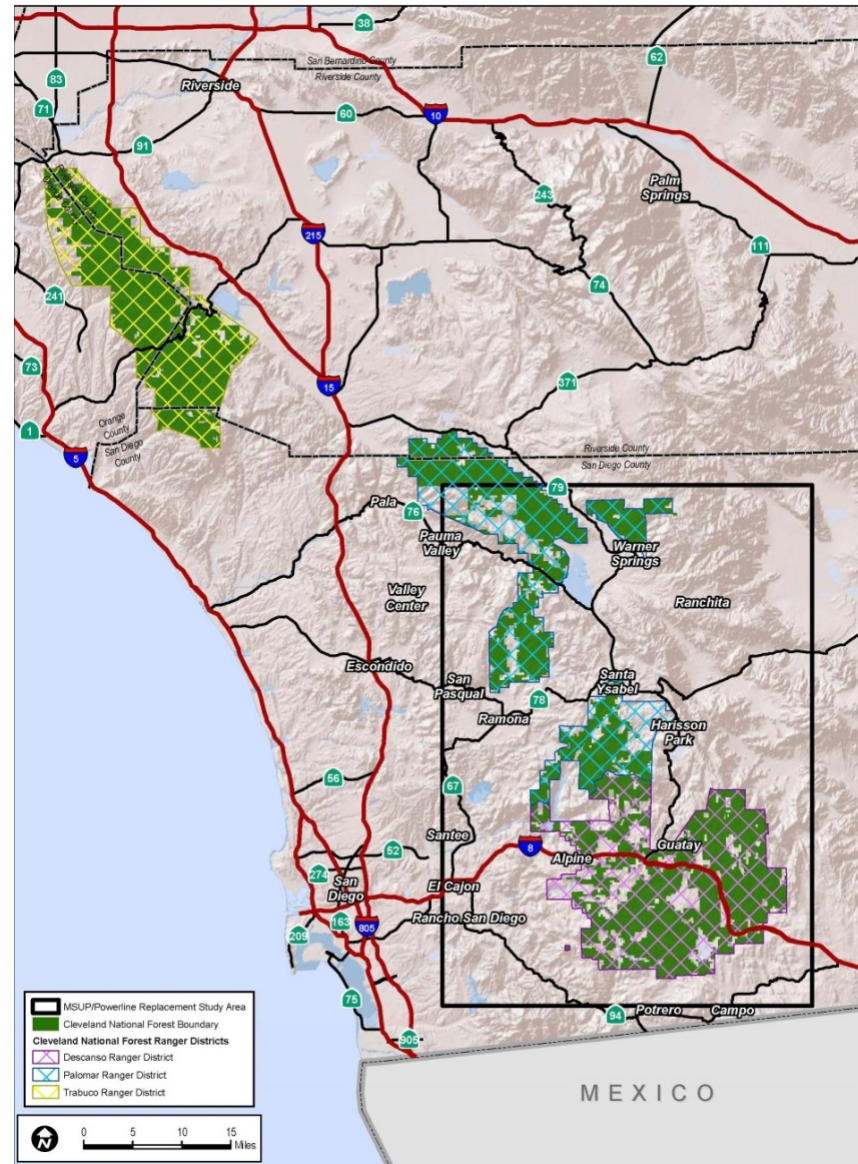 38
83
San Bernardino County
Riverside County
62
Riverside
71
60
10
91
Palm
Springs
243
215
111
241
74
73
15
371
1
Orange
County
San Diego
County
5
Riverside County
San Diego County
79
Pala
76
Pauma
Valley
Warner
Springs
Valley
Center
Ranchita
Escondido
San
Pasqual
Santa
Ysabel
78
Ramona
Harisson
Park
56
67
Santee
8
52
Alpine
Guatay
274
San
Diego
El Cajon
163
Rancho San Diego
209
805
75
94
Potrero
Campo
905
MEXICO
MSUP/Powerline Replacement Study Area
Cleveland National Forest Boundary
Cleveland National Forest Ranger Districts
Descanso Ranger District
Palomar Ranger District
Trabuco Ranger District
N
0 5 10 15
Miles